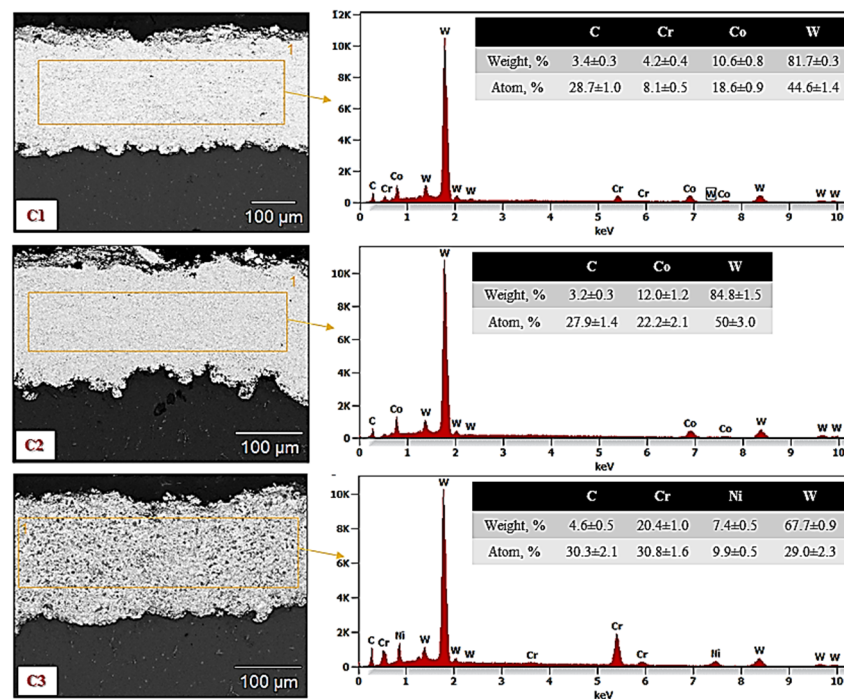 1
C1
100 µm
12K
10K
8K
6K
4K
2K
0
W
C Cr Co W W W Cr Cr Co W Co W W W
0 1 2 3 4 5 6 7 8 9 10
keV
C Cr Co W
Weight, % 3.4±0.3 4.2±0.4 10.6±0.8 81.7±0.3
Atom, % 28.7±1.0 8.1±0.5 18.6±0.9 44.6±1.4
1
C2
100 µm
10K
8K
6K
4K
2K
0
W
C Co W W W Co Co W W W
0 1 2 3 4 5 6 7 8 9 10
keV
C Co W
Weight, % 3.2±0.3 12.0±1.2 84.8±1.5
Atom, % 27.9±1.4 22.2±2.1 50±3.0
C3
100 µm
10K
8K
6K
4K
2K
0
W
C Cr Ni W W W Cr Cr Cr Ni W W W
0 1 2 3 4 5 6 7 8 9 10
keV
C Cr Ni W
Weight, % 4.6±0.5 20.4±1.0 7.4±0.5 67.7±0.9
Atom, % 30.3±2.1 30.8±1.6 9.9±0.5 29.0±2.3